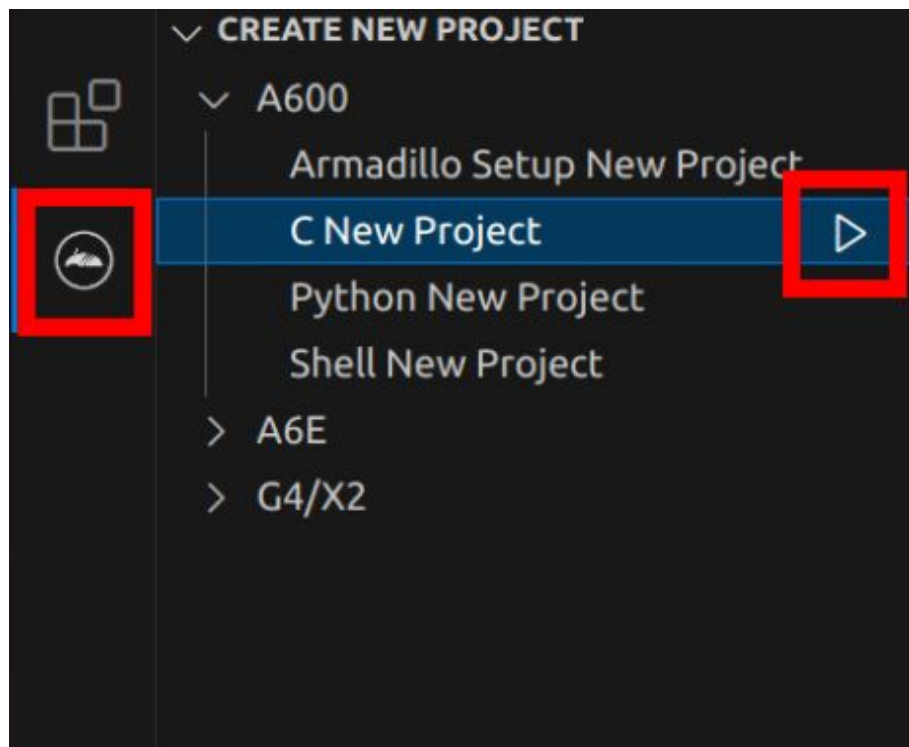 CREATE NEW PROJECT
A600
Armadillo Setup New Project
C New Project
Python New Project
Shell New Project
A6E
G4/X2